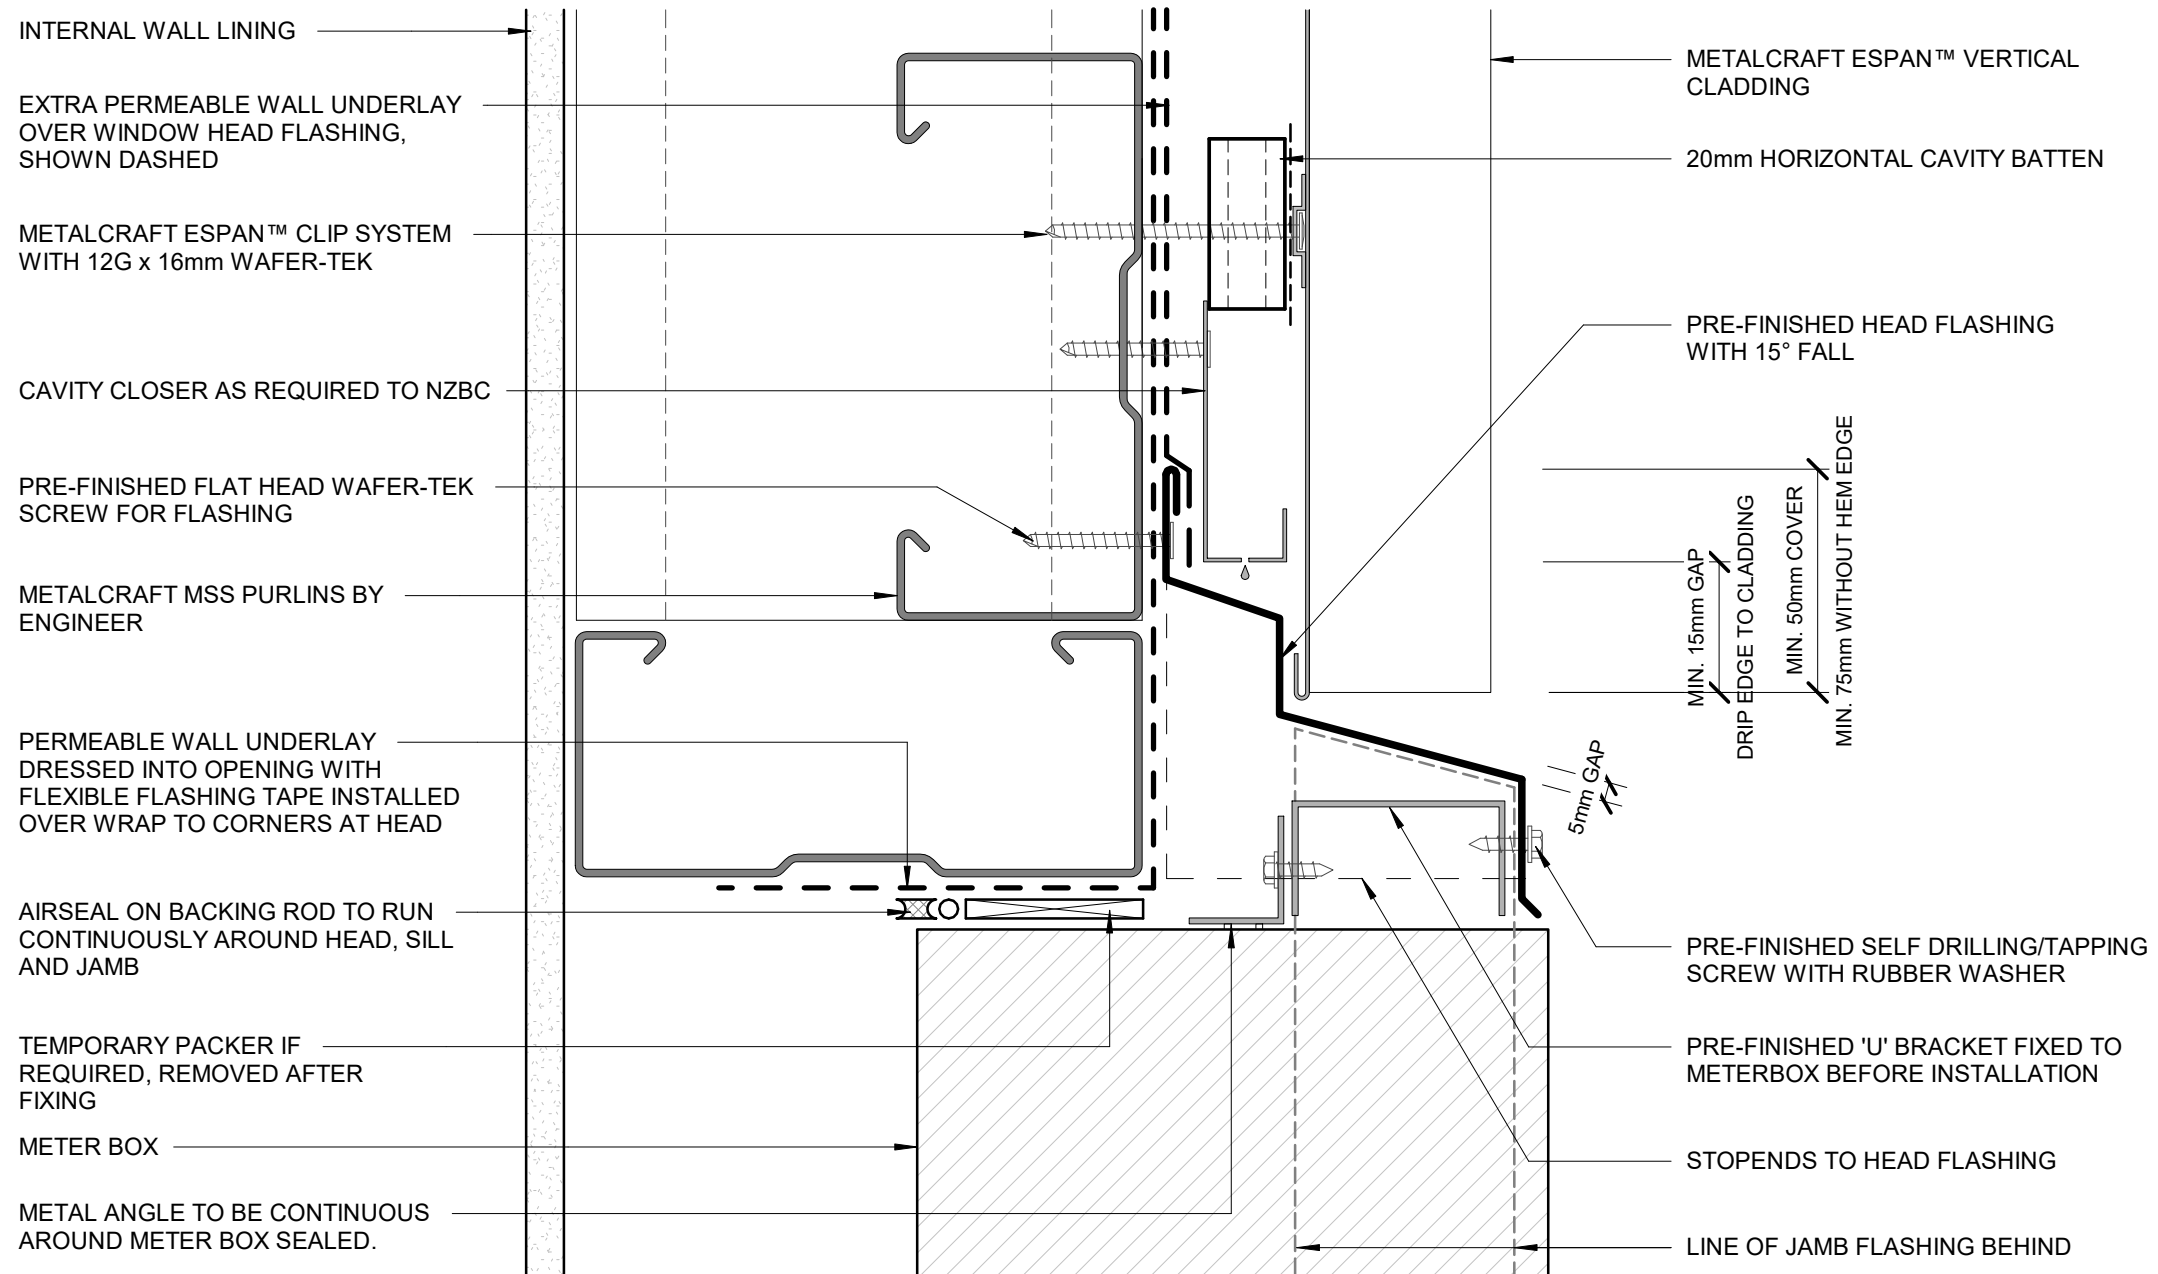 INTERNAL WALL LINING
EXTRA PERMEABLE WALL UNDERLAY
OVER WINDOW HEAD FLASHING,
SHOWN DASHED
METALCRAFT ESPAN™ CLIP SYSTEM
WITH 12G x 16mm WAFER-TEK
CAVITY CLOSER AS REQUIRED TO NZBC
PRE-FINISHED FLAT HEAD WAFER-TEK
SCREW FOR FLASHING
METALCRAFT MSS PURLINS BY
ENGINEER
PERMEABLE WALL UNDERLAY
DRESSED INTO OPENING WITH
FLEXIBLE FLASHING TAPE INSTALLED
OVER WRAP TO CORNERS AT HEAD
AIRSEAL ON BACKING ROD TO RUN
CONTINUOUSLY AROUND HEAD, SILL
AND JAMB
TEMPORARY PACKER IF
REQUIRED, REMOVED AFTER
FIXING
METER BOX
METAL ANGLE TO BE CONTINUOUS
AROUND METER BOX SEALED.
METALCRAFT ESPAN™ VERTICAL
CLADDING
20mm HORIZONTAL CAVITY BATTEN
PRE-FINISHED HEAD FLASHING
WITH 15° FALL
MIN. 15mm GAP
DRIP EDGE TO CLADDING
MIN. 50mm COVER
MIN. 75mm WITHOUT HEM EDGE
5mm GAP
PRE-FINISHED SELF DRILLING/TAPPING
SCREW WITH RUBBER WASHER
PRE-FINISHED 'U' BRACKET FIXED TO
METERBOX BEFORE INSTALLATION
STOPENDS TO HEAD FLASHING
LINE OF JAMB FLASHING BEHIND